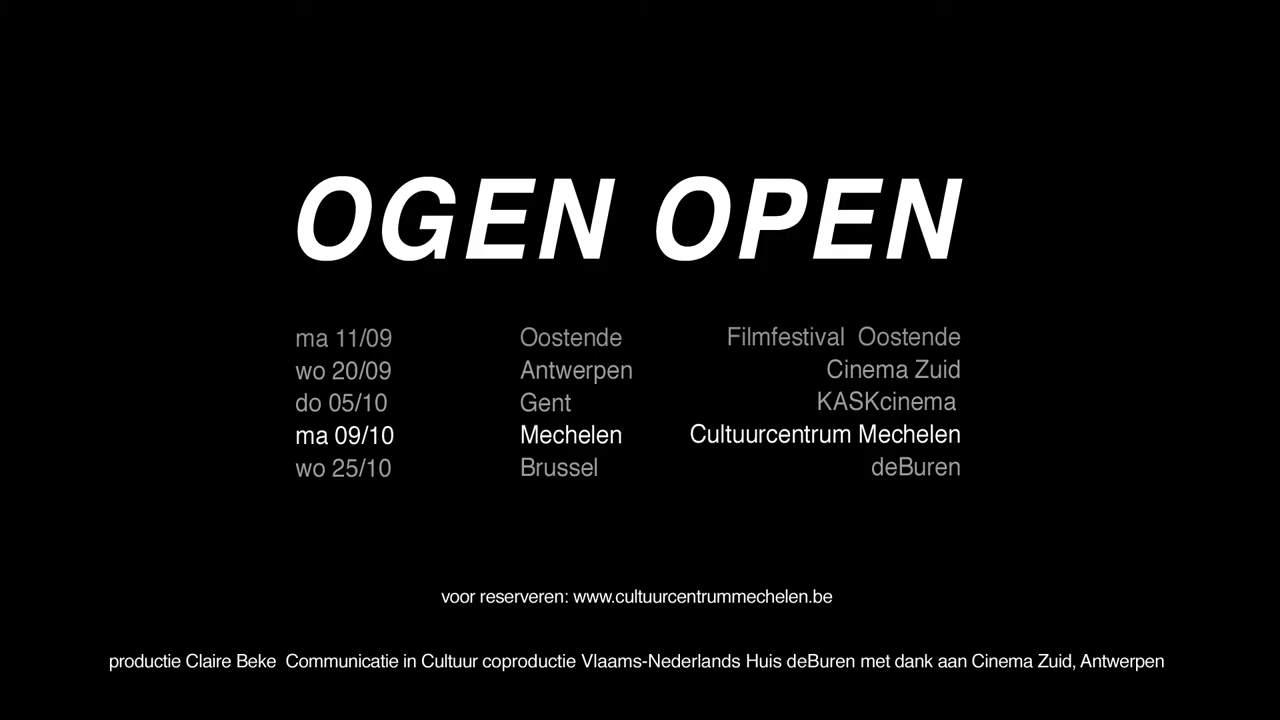 OGEN OPEN
ma 11/09 Oostende Filmfestival Oostende
wo 20/09 Antwerpen Cinema Zuid
do 05/10 Gent KASKcinema
ma 09/10 Mechelen Cultuurcentrum Mechelen
wo 25/10 Brussel deBuren
voor reserveren: www.cultuurcentrummechelen.be
productie Claire Beke Communicatie in Cultuur coproductie Vlaams-Nederlands Huis deBuren met dank aan Cinema Zuid, Antwerpen